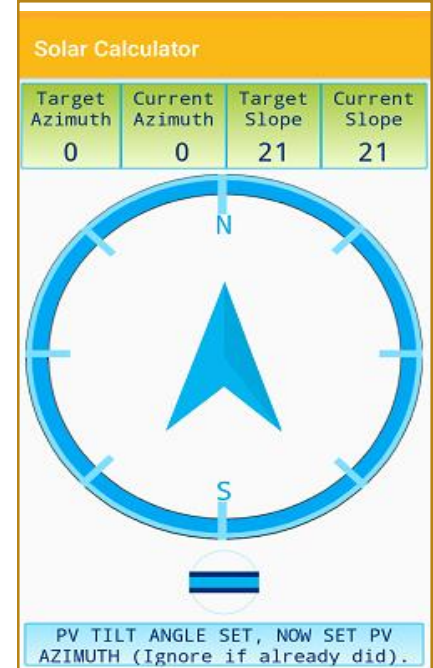 Solar Calculator
Target Current Target Current
Azimuth Azimuth Slope Slope
0 0 21 21
N
S
PV TILT ANGLE SET, NOW SET PV
AZIMUTH (Ignore if already did).